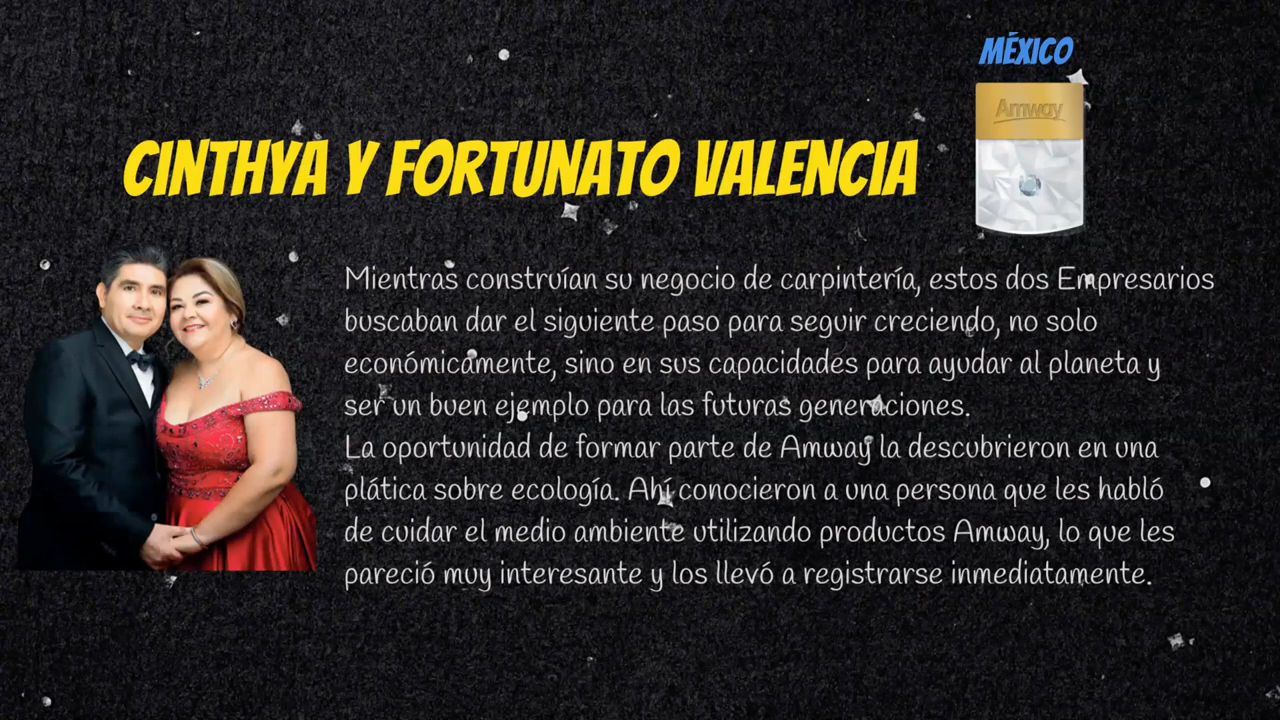 MÉXICO
Amway
CINTHYA Y FORTUNATO VALENCIA
Mientras construían su negocio de carpintería, estos dos Empresarios
buscaban dar el siguiente paso para seguir creciendo, no solo
económicamente, sino en sus capacidades para ayudar al planeta y
ser un buen ejemplo para las futuras generaciones.
La oportunidad de formar parte de Amway la descubrieron en una
plática sobre ecología. Ahí conocieron a una persona que les habló
de cuidar el medio ambiente utilizando productos Amway, lo que les
pareció muy interesante y los llevó a registrarse inmediatamente.